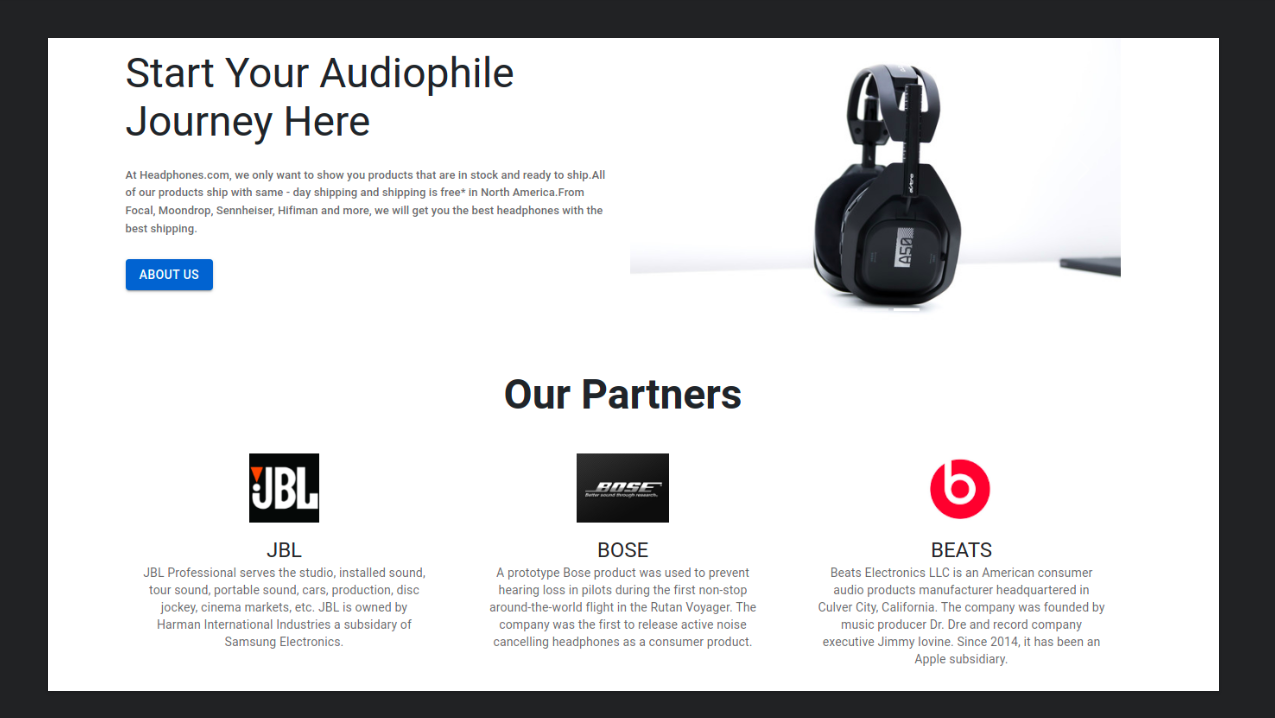 Start Your Audiophile
Journey Here
At Headphones.com, we only want to show you products that are in stock and ready to ship.All
of our products ship with same - day shipping and shipping is free* in North America.From
Focal, Moondrop, Sennheiser, Hifiman and more, we will get you the best headphones with the
best shipping.
ABOUT US
ASTRO
A50
Our Partners
JBL
BOSE
Better sound through research.
b
JBL
BOSE
BEATS
JBL Professional serves the studio, installed sound,
tour sound, portable sound, cars, production, disc
jockey, cinema markets, etc. JBL is owned by
Harman International Industries a subsidary of
Samsung Electronics.
A prototype Bose product was used to prevent
hearing loss in pilots during the first non-stop
around-the-world flight in the Rutan Voyager. The
company was the first to release active noise
cancelling headphones as a consumer product.
Beats Electronics LLC is an American consumer
audio products manufacturer headquartered in
Culver City, California. The company was founded by
music producer Dr. Dre and record company
executive Jimmy Iovine. Since 2014, it has been an
Apple subsidiary.